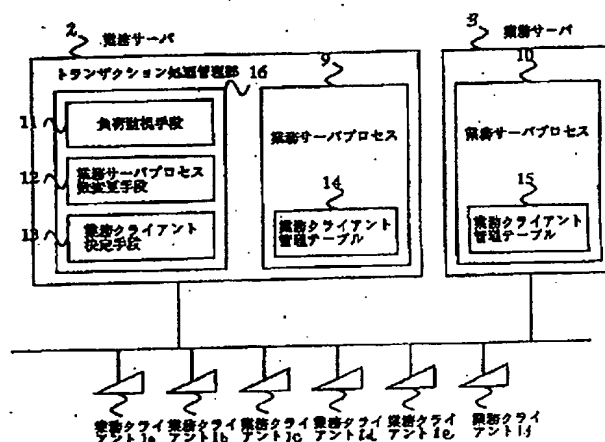 2
業務サーバ
3
業務サーバ
トランザクション処理管理部
16
9
10
11
負荷監視手段
業務サーバプロセス
業務サーバ
プロセス
12
業務サーバプロセス
数変更手段
14
15
13
業務クライアント
決定手段
業務クライアント
管理テーブル
業務クライアント
管理テーブル
業務クライ
アント1a
業務クライ
アント1b
業務クライ
アント1c
業務クライ
アント1d
業務クライ
アント1e
業務クライ
アント1f